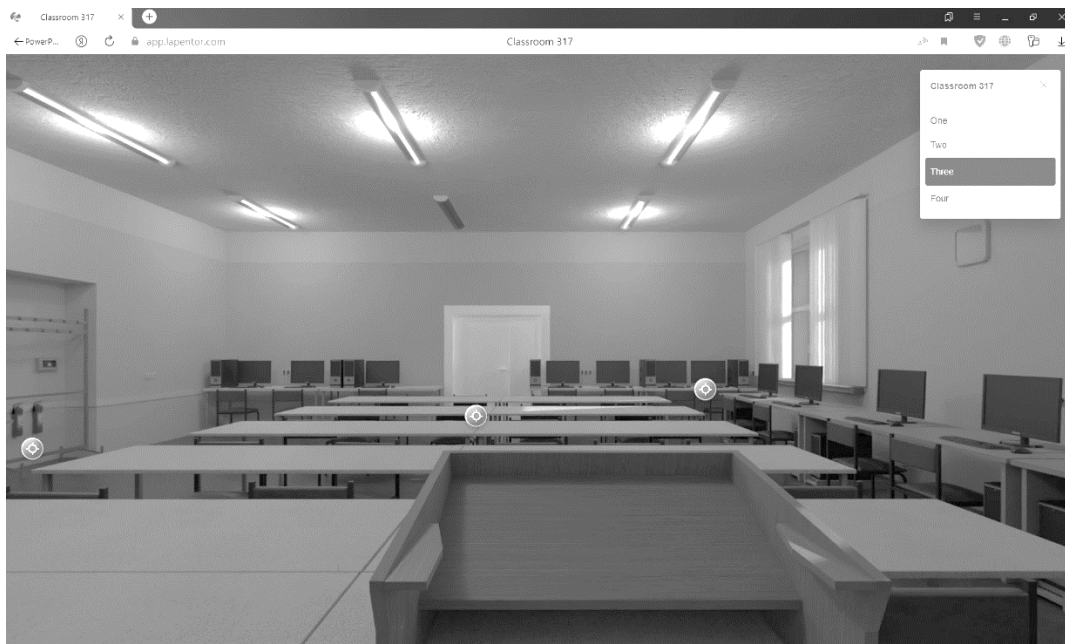 Classroom 317
PowerP...
Я
app.lapentor.com
Classroom 317
Classroom 317
One
Two
Three
Four